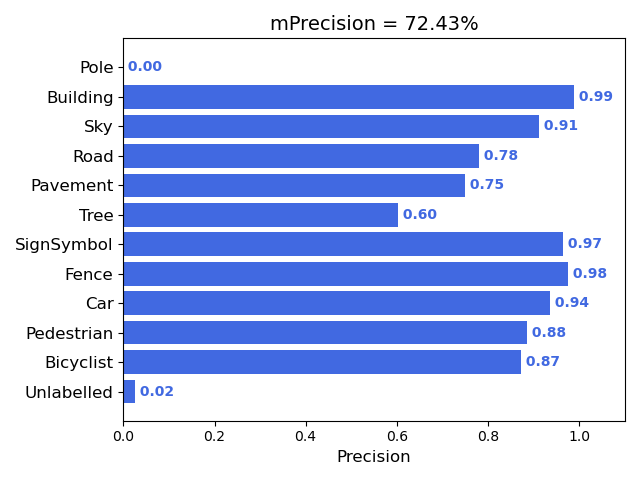 mPrecision = 72.43%
Pole 0.00
Building 0.99
Sky 0.91
Road 0.78
Pavement 0.75
Tree 0.60
SignSymbol 0.97
Fence 0.98
Car 0.94
Pedestrian 0.88
Bicyclist 0.87
Unlabelled 0.02
0.0 0.2 0.4 0.6 0.8 1.0
Precision